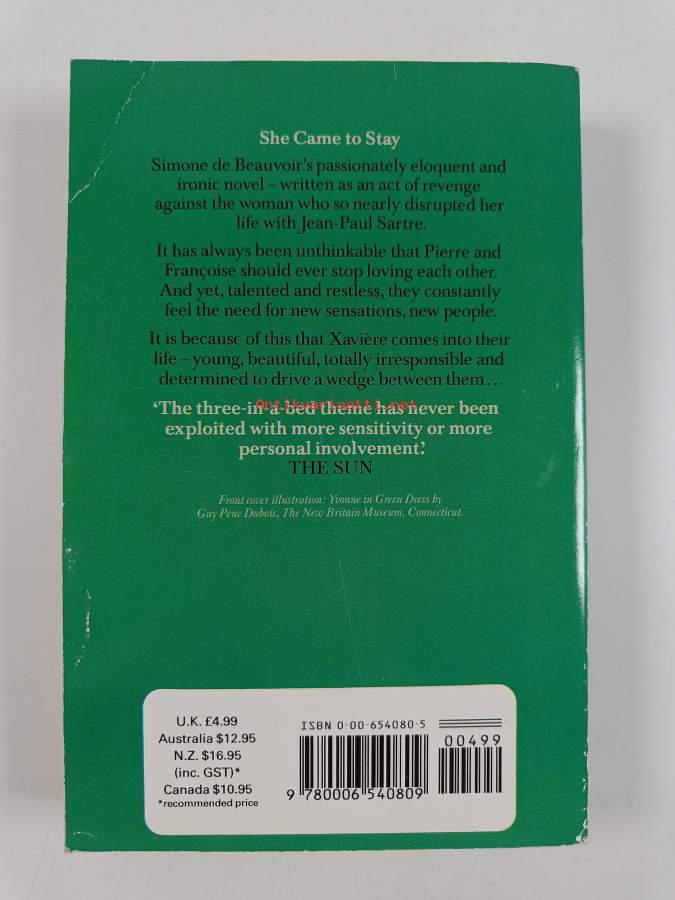 She Came to Stay
Simone de Beauvoir's passionately eloquent and
ironic novel – written as an act of revenge
against the woman who so nearly disrupted her
life with Jean-Paul Sartre.
It has always been unthinkable that Pierre and
Françoise should ever stop loving each other.
And yet, talented and restless, they constantly
feel the need for new sensations, new people.
It is because of this that Xavière comes into their
life – young, beautiful, totally irresponsible and
determined to drive a wedge between them...
Antikvariaatti.net
'The three-in-a-bed theme has never been
exploited with more sensitivity or more
personal involvement.'
THE SUN
Front cover illustration: Yvonne in Green Dress by
Guy Pene Dubois, The New Britain Museum, Connecticut.
U.K. £4.99
Australia $12.95
N.Z. $16.95
(inc. GST)*
Canada $10.95
*recommended price
ISBN 0-00-654080-5
00499
9 780006 540809